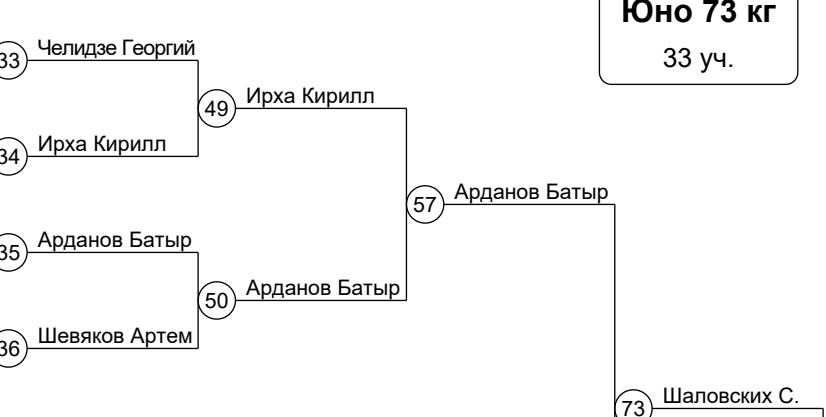 Юно 73 кг
33 уч.
33 Челидзе Георгий
49 Ирха Кирилл
34 Ирха Кирилл
57 Арданов Батыр
35 Арданов Батыр
50 Арданов Батыр
36 Шевяков Артем
73 Шаловских С.